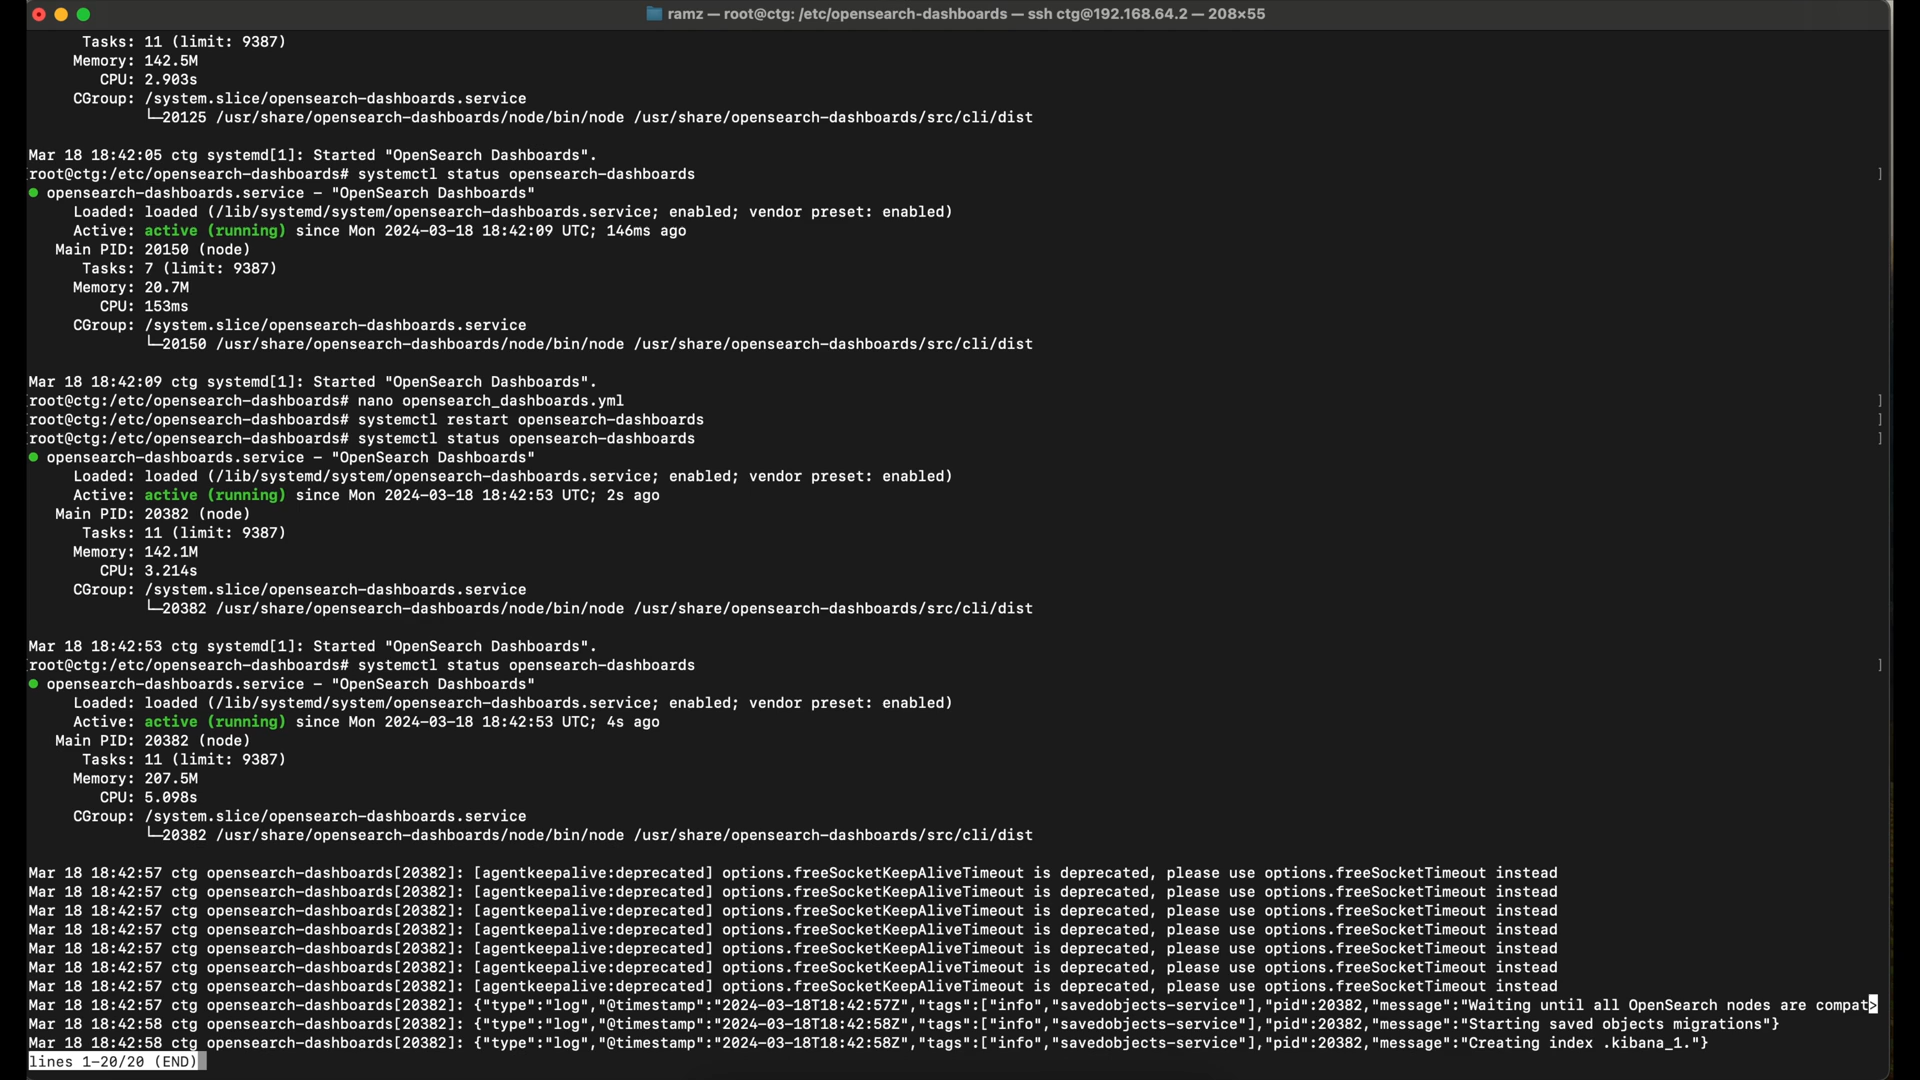 ramz — root@ctg: /etc/opensearch-dashboards — ssh ctg@192.168.64.2 — 208×55
Tasks: 11 (limit: 9387)
Memory: 142.5M
CPU: 2.903s
CGroup: /system.slice/opensearch-dashboards.service
└─20125 /usr/share/opensearch-dashboards/node/bin/node /usr/share/opensearch-dashboards/src/cli/dist
Mar 18 18:42:05 ctg systemd[1]: Started "OpenSearch Dashboards".
[root@ctg:/etc/opensearch-dashboards# systemctl status opensearch-dashboards ]
● opensearch-dashboards.service - "OpenSearch Dashboards"
Loaded: loaded (/lib/systemd/system/opensearch-dashboards.service; enabled; vendor preset: enabled)
Active: active (running) since Mon 2024-03-18 18:42:09 UTC; 146ms ago
Main PID: 20150 (node)
Tasks: 7 (limit: 9387)
Memory: 20.7M
CPU: 153ms
CGroup: /system.slice/opensearch-dashboards.service
└─20150 /usr/share/opensearch-dashboards/node/bin/node /usr/share/opensearch-dashboards/src/cli/dist
Mar 18 18:42:09 ctg systemd[1]: Started "OpenSearch Dashboards".
[root@ctg:/etc/opensearch-dashboards# nano opensearch_dashboards.yml ]
[root@ctg:/etc/opensearch-dashboards# systemctl restart opensearch-dashboards ]
[root@ctg:/etc/opensearch-dashboards# systemctl status opensearch-dashboards ]
● opensearch-dashboards.service - "OpenSearch Dashboards"
Loaded: loaded (/lib/systemd/system/opensearch-dashboards.service; enabled; vendor preset: enabled)
Active: active (running) since Mon 2024-03-18 18:42:53 UTC; 2s ago
Main PID: 20382 (node)
Tasks: 11 (limit: 9387)
Memory: 142.1M
CPU: 3.214s
CGroup: /system.slice/opensearch-dashboards.service
└─20382 /usr/share/opensearch-dashboards/node/bin/node /usr/share/opensearch-dashboards/src/cli/dist
Mar 18 18:42:53 ctg systemd[1]: Started "OpenSearch Dashboards".
[root@ctg:/etc/opensearch-dashboards# systemctl status opensearch-dashboards ]
● opensearch-dashboards.service - "OpenSearch Dashboards"
Loaded: loaded (/lib/systemd/system/opensearch-dashboards.service; enabled; vendor preset: enabled)
Active: active (running) since Mon 2024-03-18 18:42:53 UTC; 4s ago
Main PID: 20382 (node)
Tasks: 11 (limit: 9387)
Memory: 207.5M
CPU: 5.098s
CGroup: /system.slice/opensearch-dashboards.service
└─20382 /usr/share/opensearch-dashboards/node/bin/node /usr/share/opensearch-dashboards/src/cli/dist
Mar 18 18:42:57 ctg opensearch-dashboards[20382]: [agentkeepalive:deprecated] options.freeSocketKeepAliveTimeout is deprecated, please use options.freeSocketTimeout instead
Mar 18 18:42:57 ctg opensearch-dashboards[20382]: [agentkeepalive:deprecated] options.freeSocketKeepAliveTimeout is deprecated, please use options.freeSocketTimeout instead
Mar 18 18:42:57 ctg opensearch-dashboards[20382]: [agentkeepalive:deprecated] options.freeSocketKeepAliveTimeout is deprecated, please use options.freeSocketTimeout instead
Mar 18 18:42:57 ctg opensearch-dashboards[20382]: [agentkeepalive:deprecated] options.freeSocketKeepAliveTimeout is deprecated, please use options.freeSocketTimeout instead
Mar 18 18:42:57 ctg opensearch-dashboards[20382]: [agentkeepalive:deprecated] options.freeSocketKeepAliveTimeout is deprecated, please use options.freeSocketTimeout instead
Mar 18 18:42:57 ctg opensearch-dashboards[20382]: [agentkeepalive:deprecated] options.freeSocketKeepAliveTimeout is deprecated, please use options.freeSocketTimeout instead
Mar 18 18:42:57 ctg opensearch-dashboards[20382]: [agentkeepalive:deprecated] options.freeSocketKeepAliveTimeout is deprecated, please use options.freeSocketTimeout instead
Mar 18 18:42:57 ctg opensearch-dashboards[20382]: {"type":"log","@timestamp":"2024-03-18T18:42:57Z","tags":["info","savedobjects-service"],"pid":20382,"message":"Waiting until all OpenSearch nodes are compat>
Mar 18 18:42:58 ctg opensearch-dashboards[20382]: {"type":"log","@timestamp":"2024-03-18T18:42:58Z","tags":["info","savedobjects-service"],"pid":20382,"message":"Starting saved objects migrations"}
Mar 18 18:42:58 ctg opensearch-dashboards[20382]: {"type":"log","@timestamp":"2024-03-18T18:42:58Z","tags":["info","savedobjects-service"],"pid":20382,"message":"Creating index .kibana_1."}
lines 1-20/20 (END)